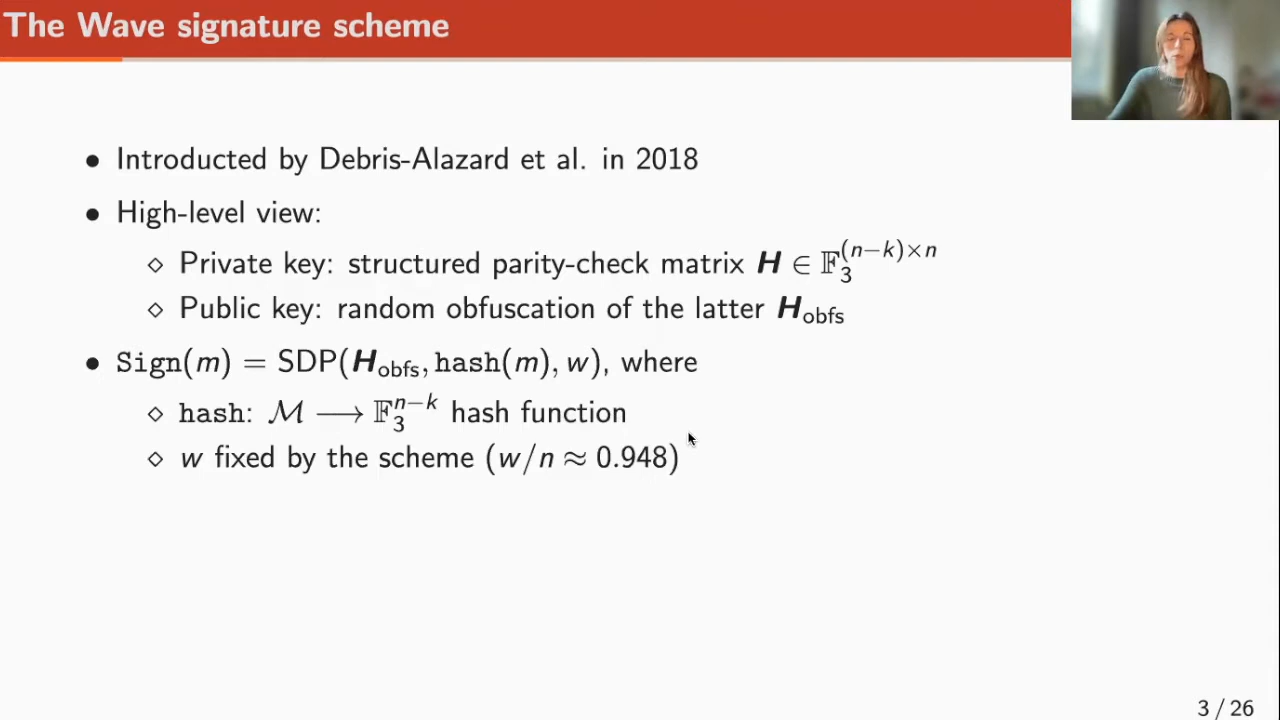 The Wave signature scheme
• Introducted by Debris-Alazard et al. in 2018
• High-level view:
⋄ Private key: structured parity-check matrix H ∈ 𝔽₃^{(n−k)×n}
⋄ Public key: random obfuscation of the latter H_obfs
• Sign(m) = SDP(H_obfs, hash(m), w), where
⋄ hash: ℳ ⟶ 𝔽₃^{n−k} hash function
⋄ w fixed by the scheme (w/n ≈ 0.948)
3 / 26